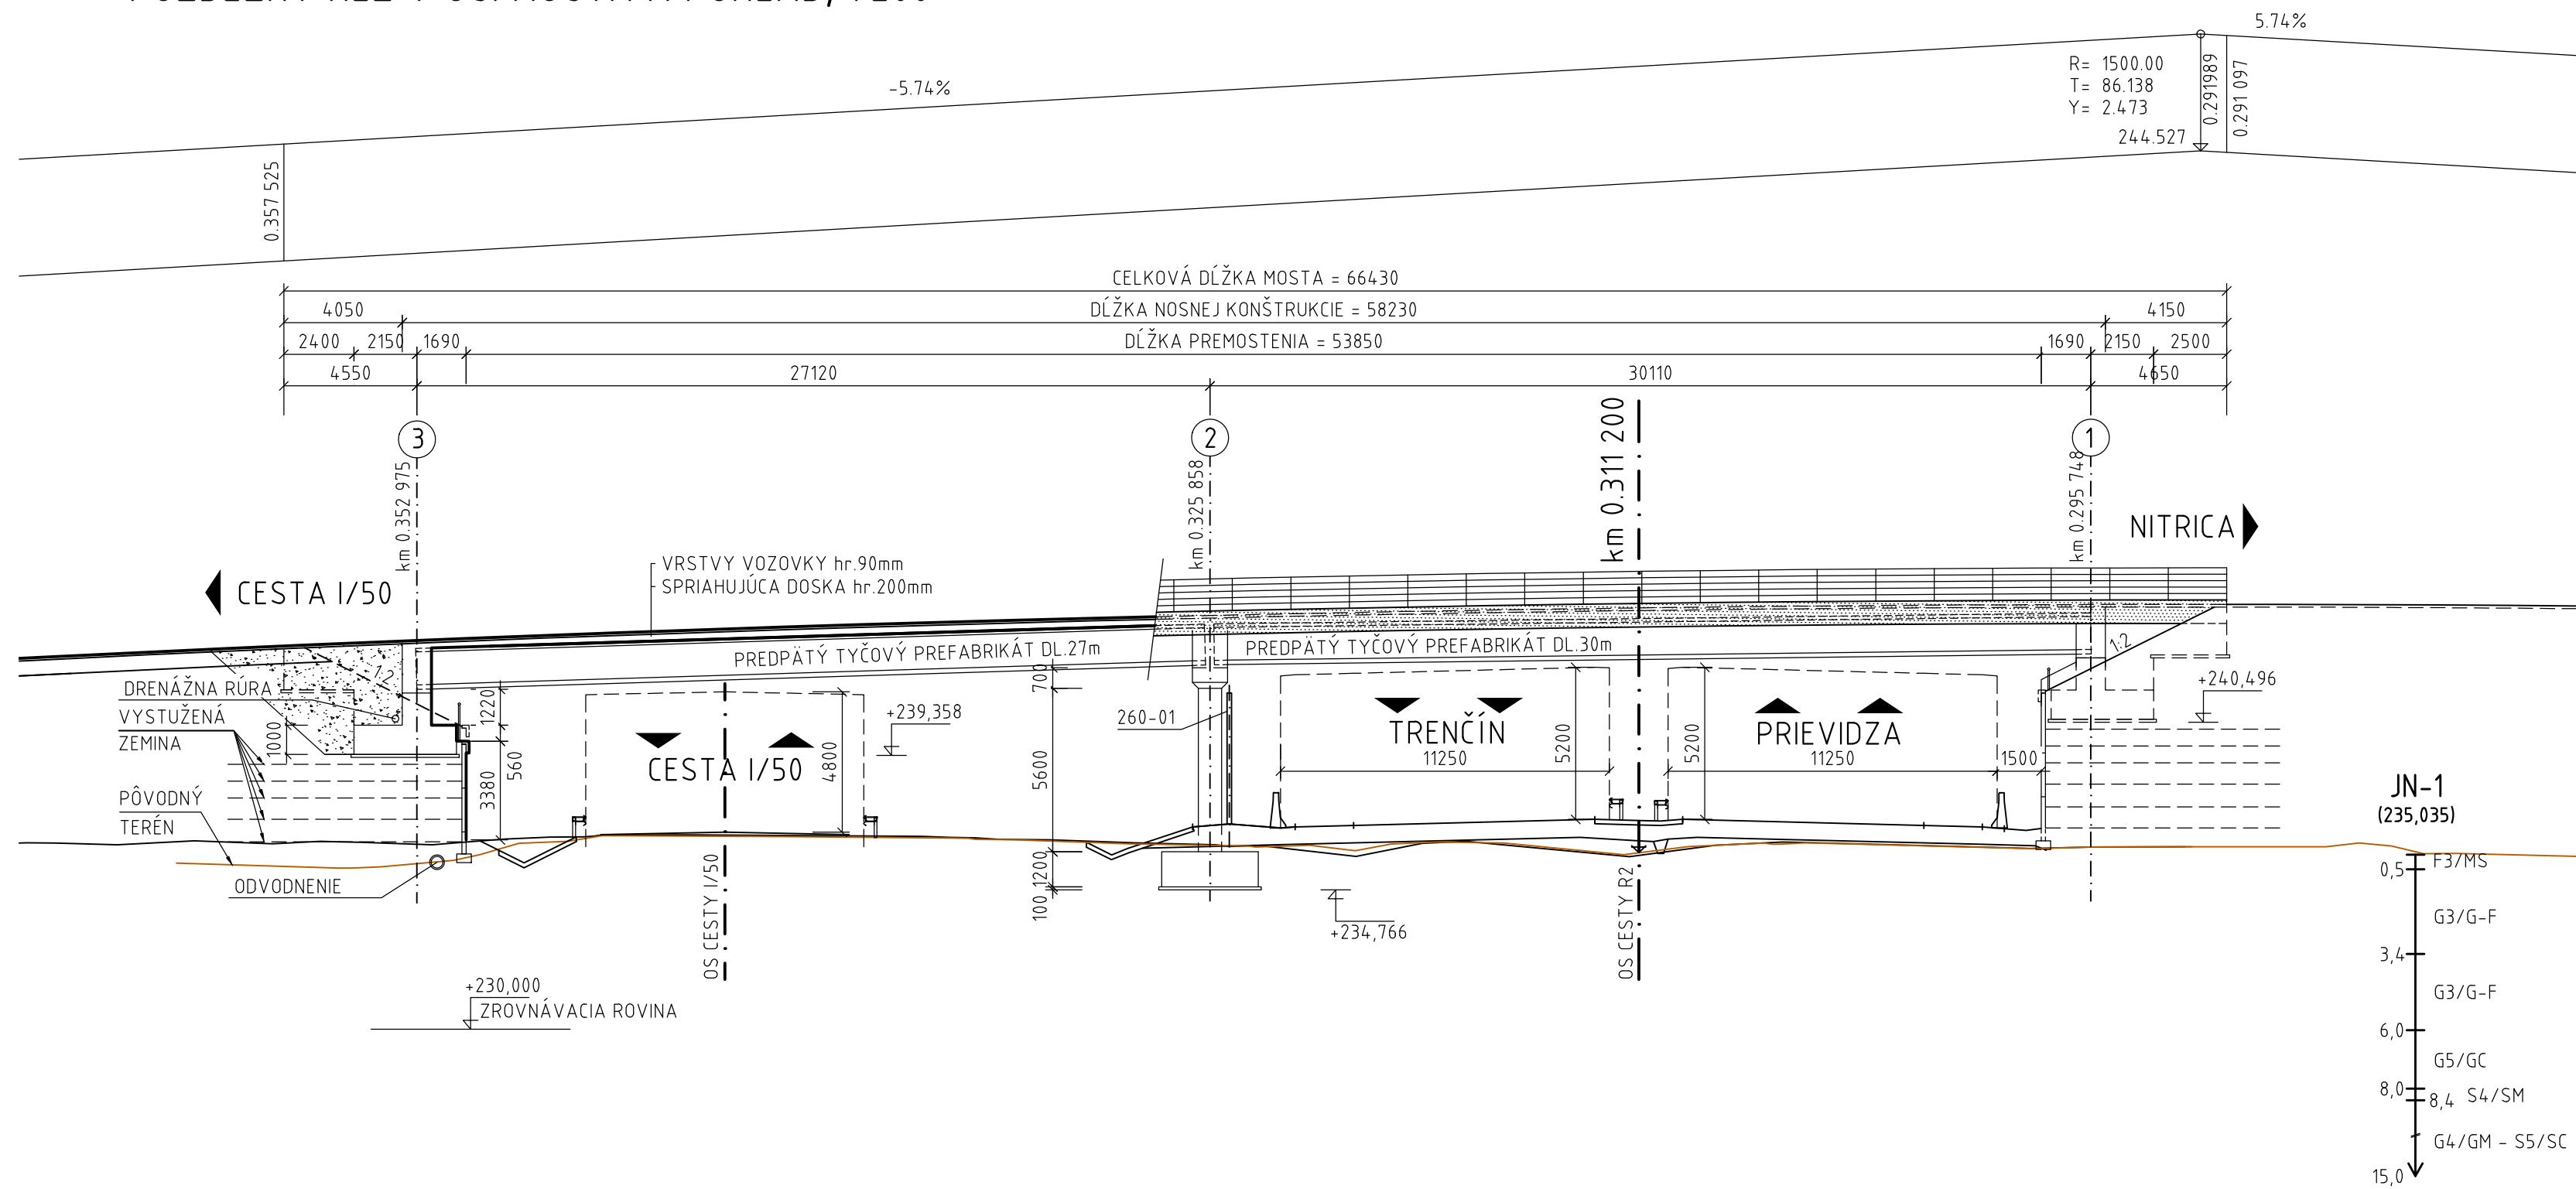 5.74%
-5.74%
R= 1500.00
T= 86.138
Y= 2.473
244.527
0.291989
0.291 097
0.357 525
CELKOVÁ DĹŽKA MOSTA = 66430
4050
DĹŽKA NOSNEJ KONŠTRUKCIE = 58230
4150
2400
2150
1690
DĹŽKA PREMOSTENIA = 53850
1690
2150
2500
4550
27120
30110
4650
3
2
1
km 0.352 975
km 0.325 858
km 0.311 200
km 0.295 748
NITRICA
CESTA I/50
VRSTVY VOZOVKY hr.90mm
SPRIAHUJÚCA DOSKA hr.200mm
PREDPÄTÝ TYČOVÝ PREFABRIKÁT DL.27m
PREDPÄTÝ TYČOVÝ PREFABRIKÁT DL.30m
1:2
1:2
DRENÁŽNA RÚRA
VYSTUŽENÁ
ZEMINA
1000
1220
560
3380
PÔVODNÝ
TERÉN
ODVODNENIE
CESTA I/50
4800
+239,358
700
5600
1200
100
260-01
TRENČÍN
11250
5200
5200
PRIEVIDZA
11250
1500
+240,496
OS CESTY I/50
OS CESTY R2
+234,766
+230,000
ZROVNÁVACIA ROVINA
JN-1
(235,035)
F3/MS
0,5
G3/G-F
3,4
G3/G-F
6,0
G5/GC
8,0
8,4 S4/SM
G4/GM - S5/SC
15,0